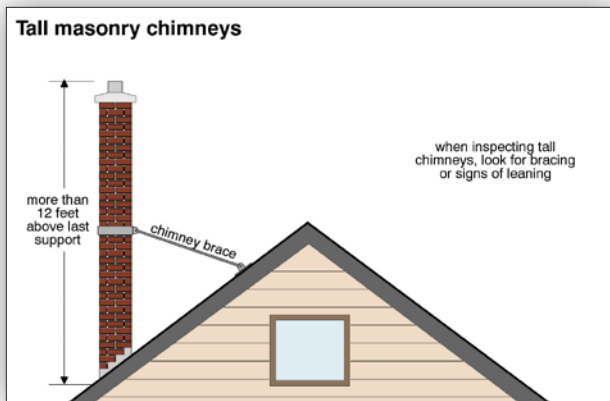 Tall masonry chimneys
when inspecting tall
chimneys, look for bracing
or signs of leaning
more than
12 feet
above last
support
chimney brace